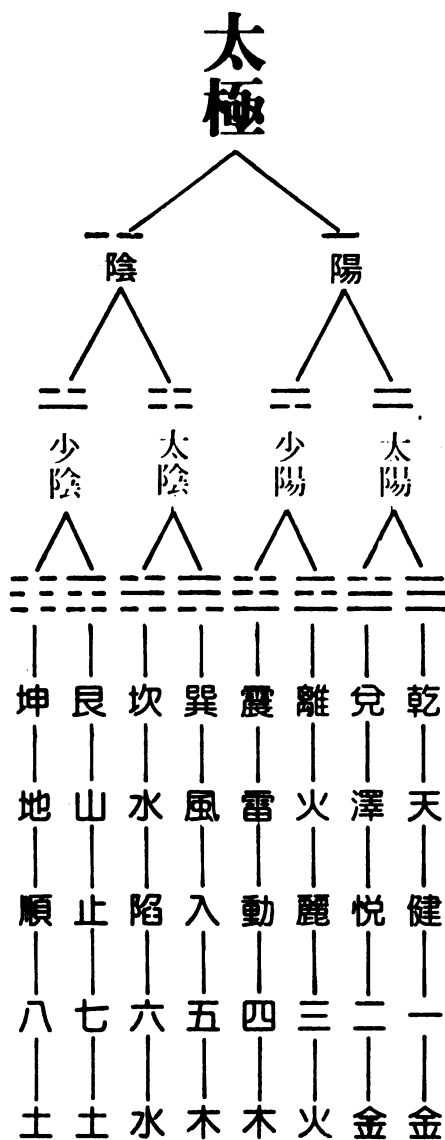 太極
陰 陽
少陰 太陰 少陽 太陽
坤 艮 坎 巽 震 離 兌 乾
地 山 水 風 雷 火 澤 天
順 止 陷 入 動 麗 悦 健
八 七 六 五 四 三 二 一
土 土 水 木 木 火 金 金